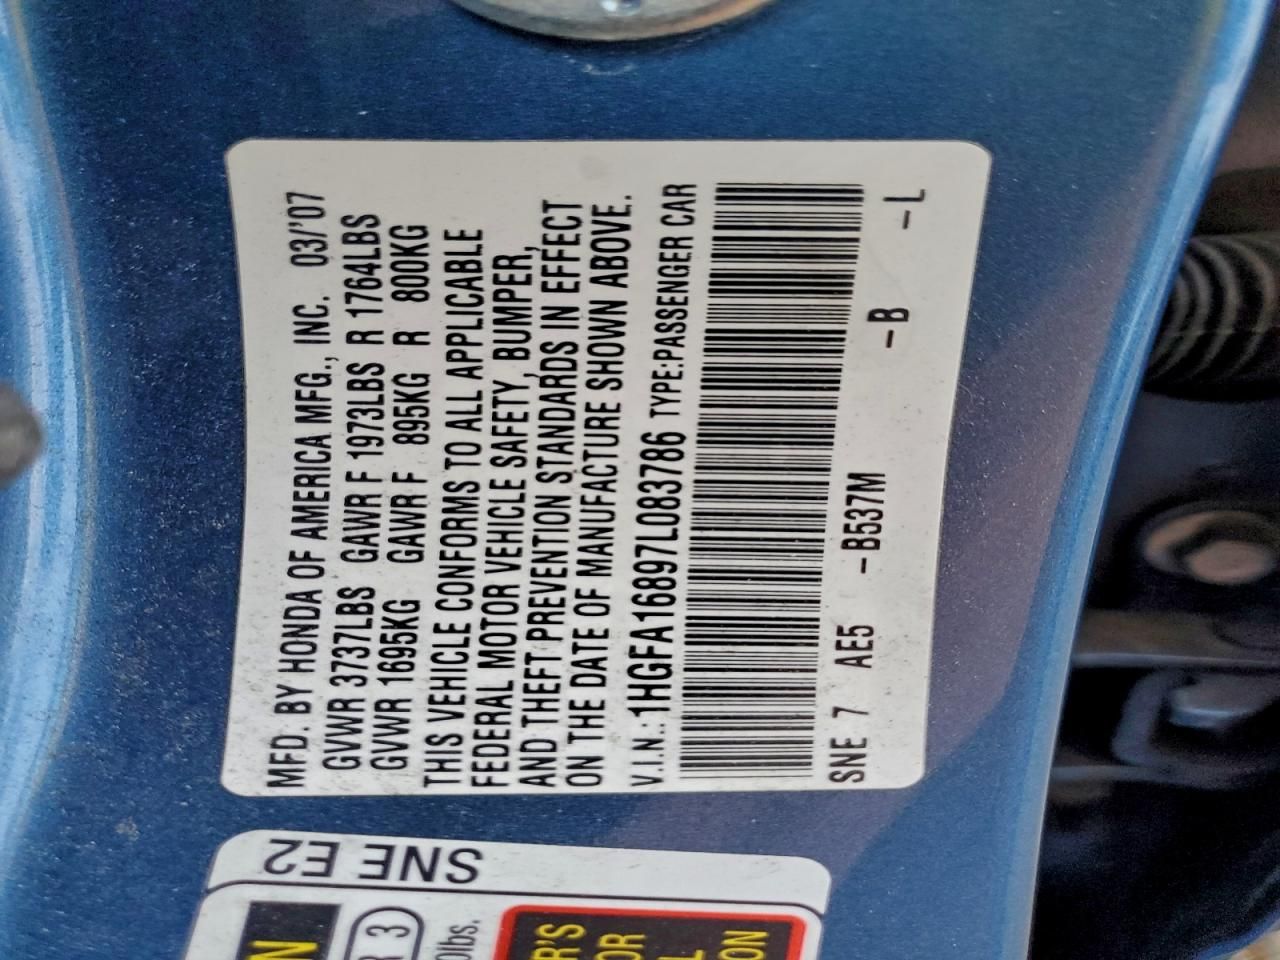 MFD. BY HONDA OF AMERICA MFG., INC. 03/'07
GVWR 3737LBS GAWR F 1973LBS R 1764LBS
GVWR 1695KG GAWR F 895KG R 800KG
THIS VEHICLE CONFORMS TO ALL APPLICABLE
FEDERAL MOTOR VEHICLE SAFETY, BUMPER,
AND THEFT PREVENTION STANDARDS IN EFFECT
ON THE DATE OF MANUFACTURE SHOWN ABOVE.
V.I.N.: 1HGFA16897L083786 TYPE:PASSENGER CAR
SNE 7 AE5 -B537M -B -L
SNE E2
3